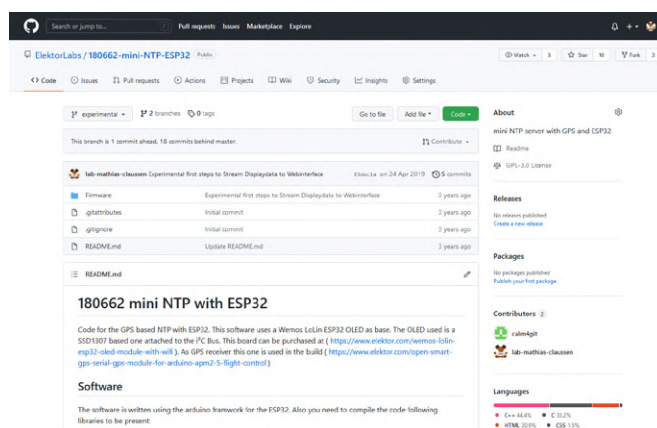 Search or jump to... /
Pull requests Issues Marketplace Explore
ElektorLabs / 180662-mini-NTP-ESP32 Public
Watch 5 Star 10 Fork 3
Code Issues Pull requests Actions Projects Wiki Security Insights Settings
experimental 2 branches 0 tags
Go to file Add file Code
This branch is 1 commit ahead, 18 commits behind master.
Contribute
lab-mathias-claussen Experimental first steps to Stream Displaydata to Webinterface
on 24 Apr 2019 5 commits
Firmware Experimental first steps to Stream Displaydata to Webinterface 3 years ago
.gitattributes Initial commit 3 years ago
.gitignore Initial commit 3 years ago
README.md Update README.md 3 years ago
README.md
180662 mini NTP with ESP32
Code for the GPS based NTP with ESP32. This software uses a Wemos LoLin ESP32 OLED as base. The OLED used is a
SSD1307 based one attached to the I²C Bus. This board can be purchased at ( https://www.elektor.com/wemos-lolin-
esp32-oled-module-with-wifi ). As GPS receiver this one is used in the build ( https://www.elektor.com/open-smart-
gps-serial-gps-module-for-arduino-apm2-5-flight-control )
Software
The software is written using the arduino framwork for the ESP32. Also you need to compile the code following
libraries to be present:
About
mini NTP server with GPS and ESP32
Readme
GPL-3.0 License
Releases
No releases published
Create a new release
Packages
No packages published
Publish your first package
Contributors 2
calm4git
lab-mathias-claussen
Languages
C++ 44.4% C 33.2%
HTML 20.9% CSS 1.5%